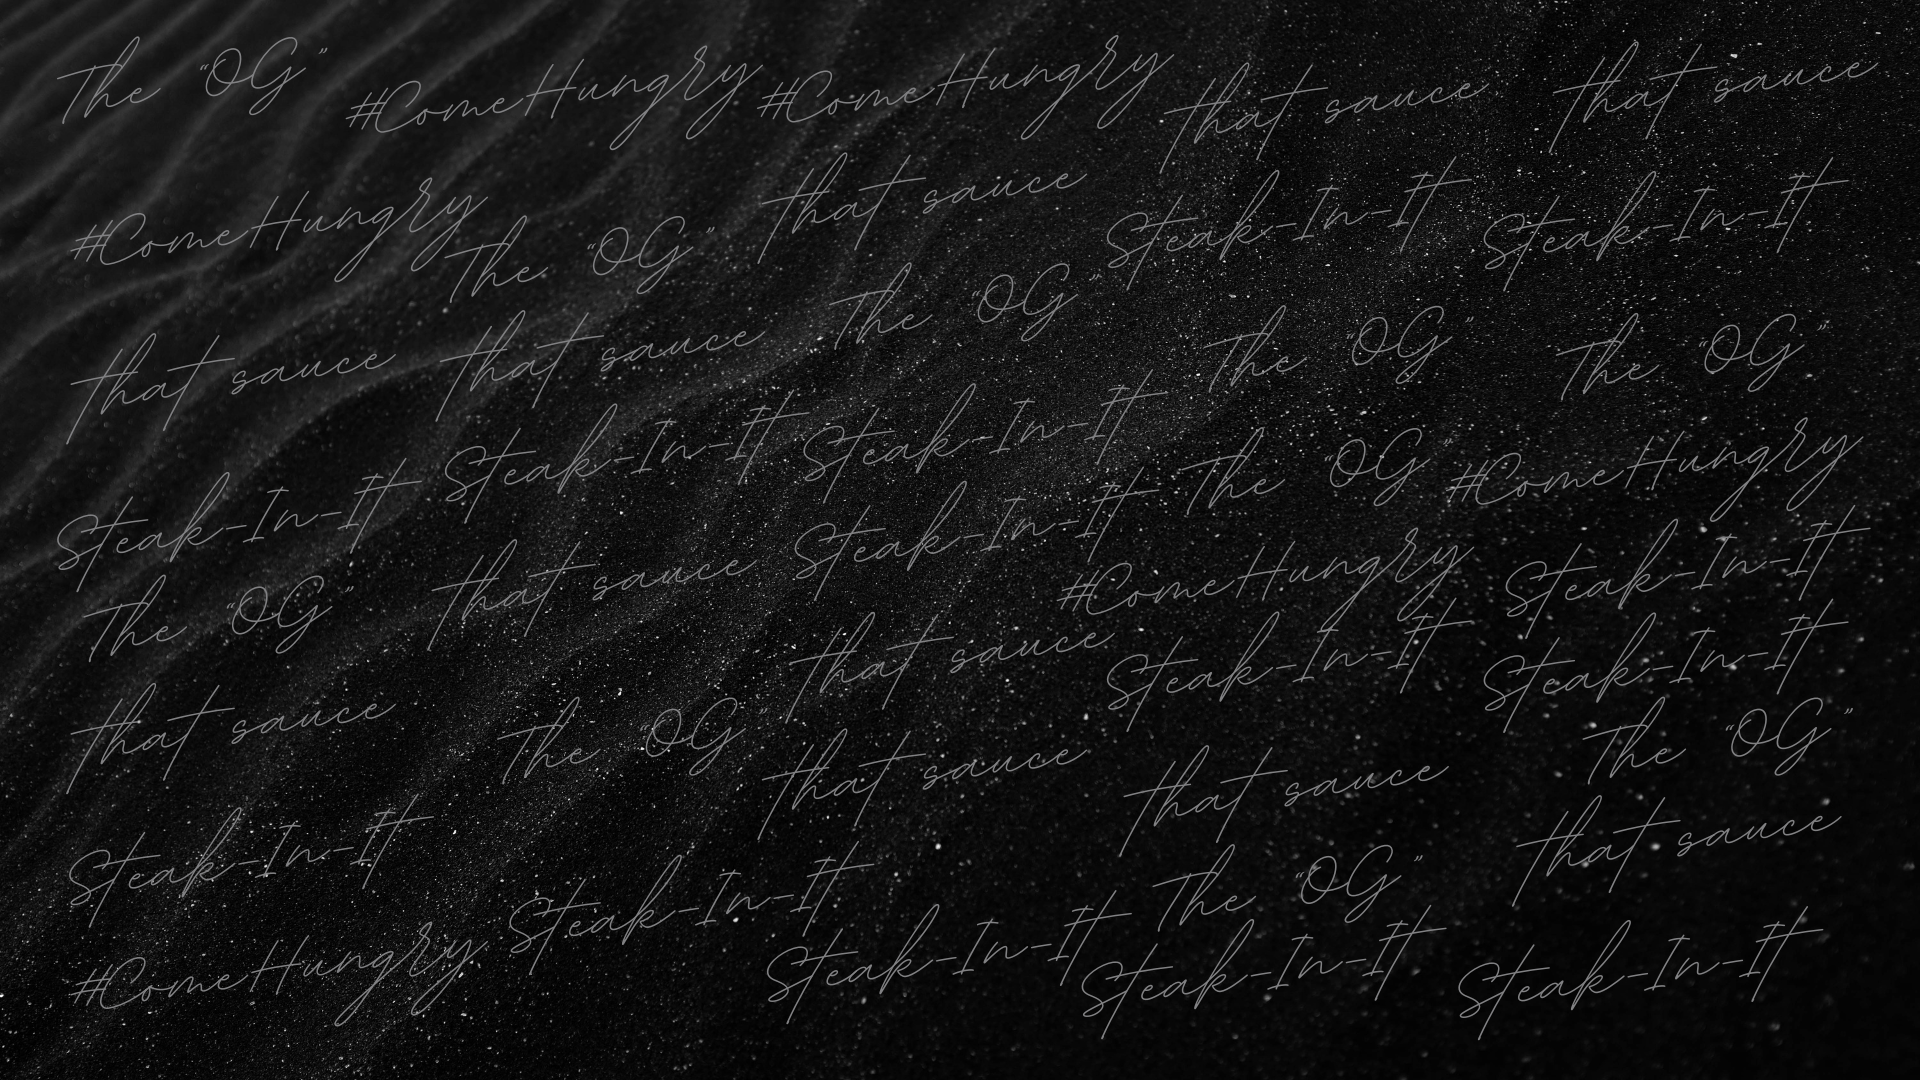 The "OG" #ComeHungry #ComeHungry that sauce that sauce
#ComeHungry The "OG" that sauce Steak-In-It Steak-In-It
that sauce that sauce The "OG" The "OG" The "OG"
Steak-In-It Steak-In-It Steak-In-It The "OG" #ComeHungry
The "OG" that sauce Steak-In-It #ComeHungry Steak-In-It
that sauce The "OG" that sauce Steak-In-It Steak-In-It
that sauce that sauce The "OG"
Steak-In-It Steak-In-It The "OG" that sauce
#ComeHungry Steak-In-It Steak-In-It Steak-In-It